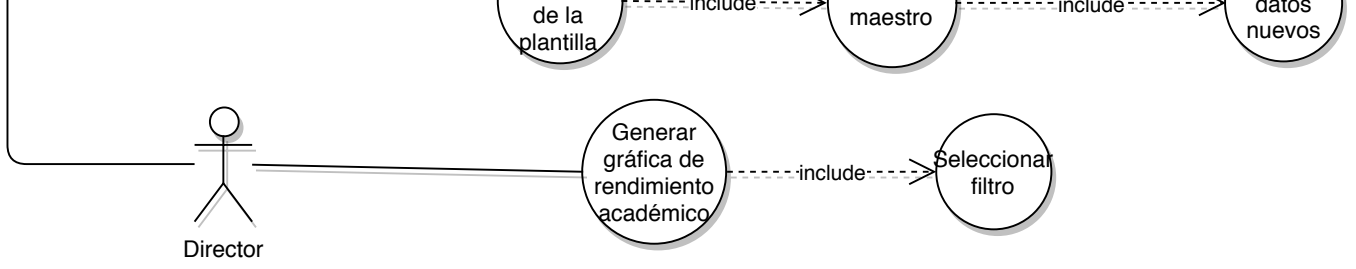 include
include
de la
plantilla
maestro
datos
nuevos
Generar
gráfica de
rendimiento
académico
include
Seleccionar
filtro
Director